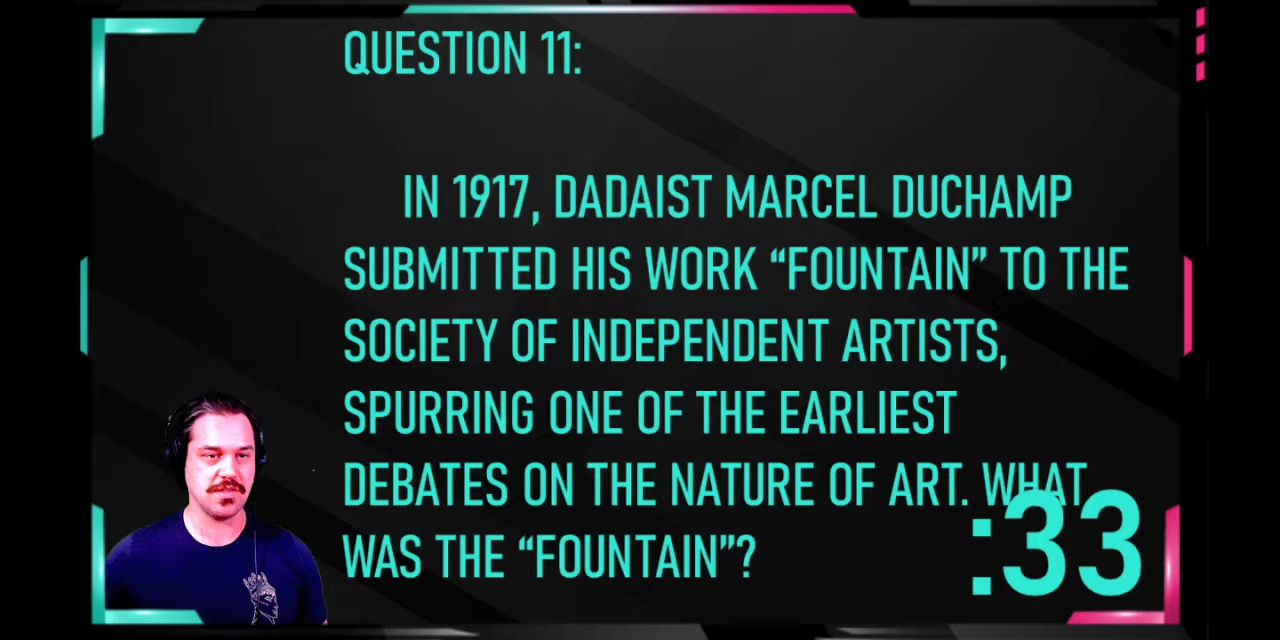 QUESTION 11:
IN 1917, DADAIST MARCEL DUCHAMP
SUBMITTED HIS WORK “FOUNTAIN” TO THE
SOCIETY OF INDEPENDENT ARTISTS,
SPURRING ONE OF THE EARLIEST
DEBATES ON THE NATURE OF ART. WHAT
WAS THE “FOUNTAIN”?
:33